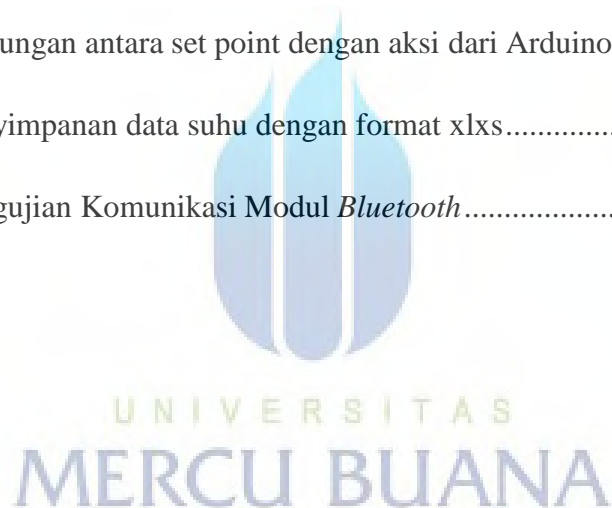 ungan antara set point dengan aksi dari Arduino
yimpanan data suhu dengan format xlxs................
gujian Komunikasi Modul Bluetooth.....................
UNIVERSITAS
MERCU BUANA